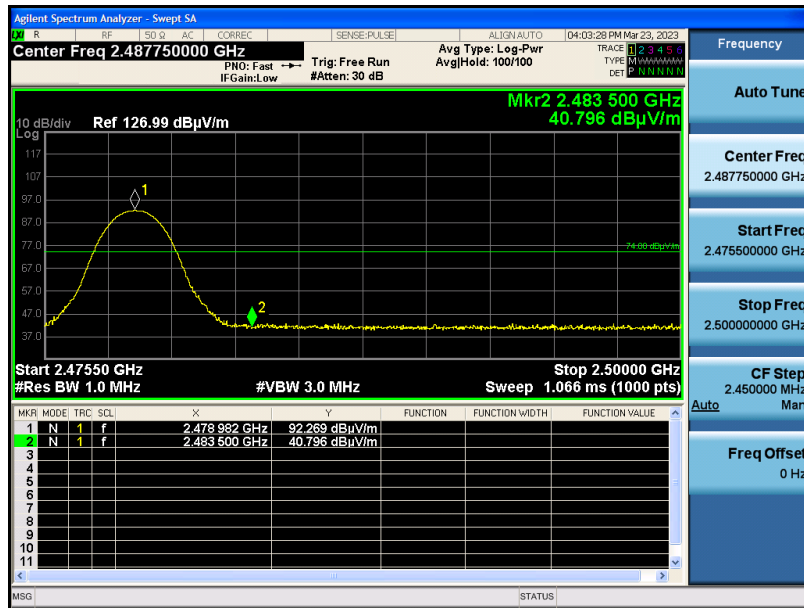 Agilent Spectrum Analyzer - Swept SA
LXI R RF 50 Ω AC CORREC SENSE:PULSE ALIGN AUTO 04:03:28 PM Mar 23, 2023
Center Freq 2.487750000 GHz
PNO: Fast
IFGain:Low
Trig: Free Run
#Atten: 30 dB
Avg Type: Log-Pwr
Avg|Hold: 100/100
TRACE 1 2 3 4 5 6
TYPE M WWWWW
DET P N N N N N
Mkr2 2.483 500 GHz
40.796 dBµV/m
10 dB/div Ref 126.99 dBµV/m
Log
117
107
97.0
87.0
77.0
67.0
57.0
47.0
37.0
1
2
74.00 dBµV/m
Start 2.47550 GHz
Stop 2.50000 GHz
#Res BW 1.0 MHz
#VBW 3.0 MHz
Sweep 1.066 ms (1000 pts)
MKR MODE TRC SCL X Y FUNCTION FUNCTION WIDTH FUNCTION VALUE
1 N 1 f 2.478 982 GHz 92.269 dBµV/m
2 N 1 f 2.483 500 GHz 40.796 dBµV/m
3
4
5
6
7
8
9
10
11
MSG
STATUS
Frequency
Auto Tune
Center Freq
2.487750000 GHz
Start Freq
2.475500000 GHz
Stop Freq
2.500000000 GHz
CF Step
2.450000 MHz
Auto Man
Freq Offset
0 Hz